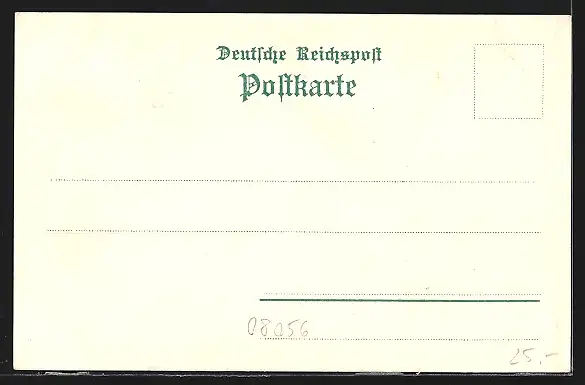 Deutſche Reichspoſt
Poſtkarte
08056
25.-